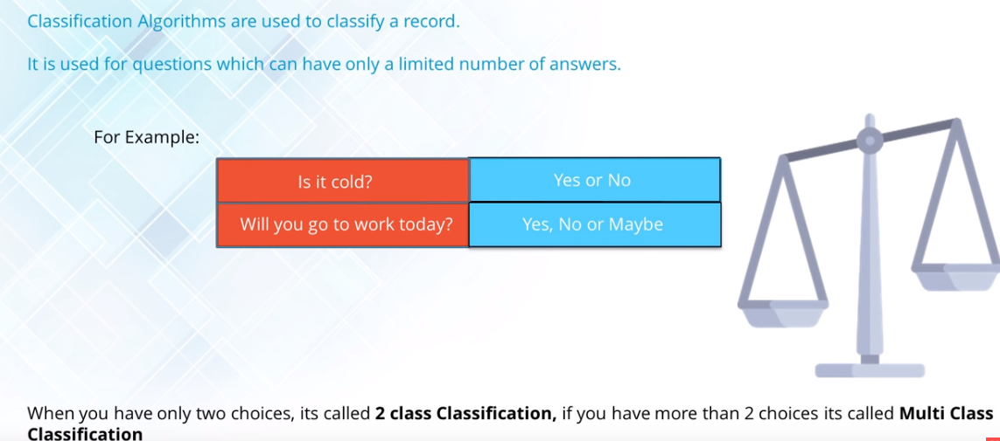 Classification Algorithms are used to classify a record.
It is used for questions which can have only a limited number of answers.
For Example:
Is it cold?
Yes or No
Will you go to work today?
Yes, No or Maybe
When you have only two choices, its called 2 class Classification, if you have more than 2 choices its called Multi Class
Classification